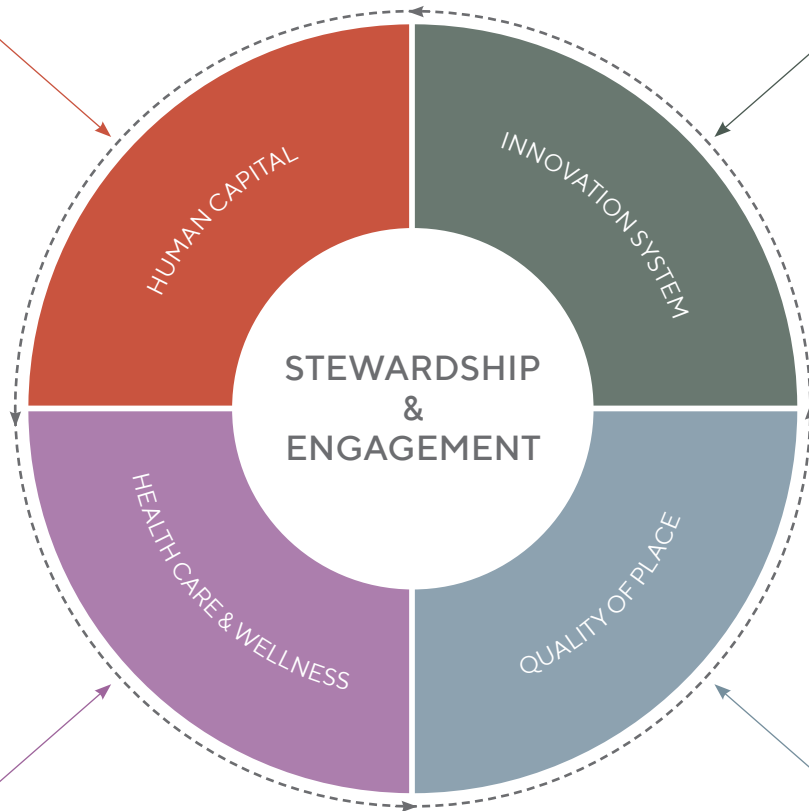 HUMAN CAPITAL
INNOVATION SYSTEM
STEWARDSHIP
&
ENGAGEMENT
HEALTH CARE & WELLNESS
QUALITY OF PLACE